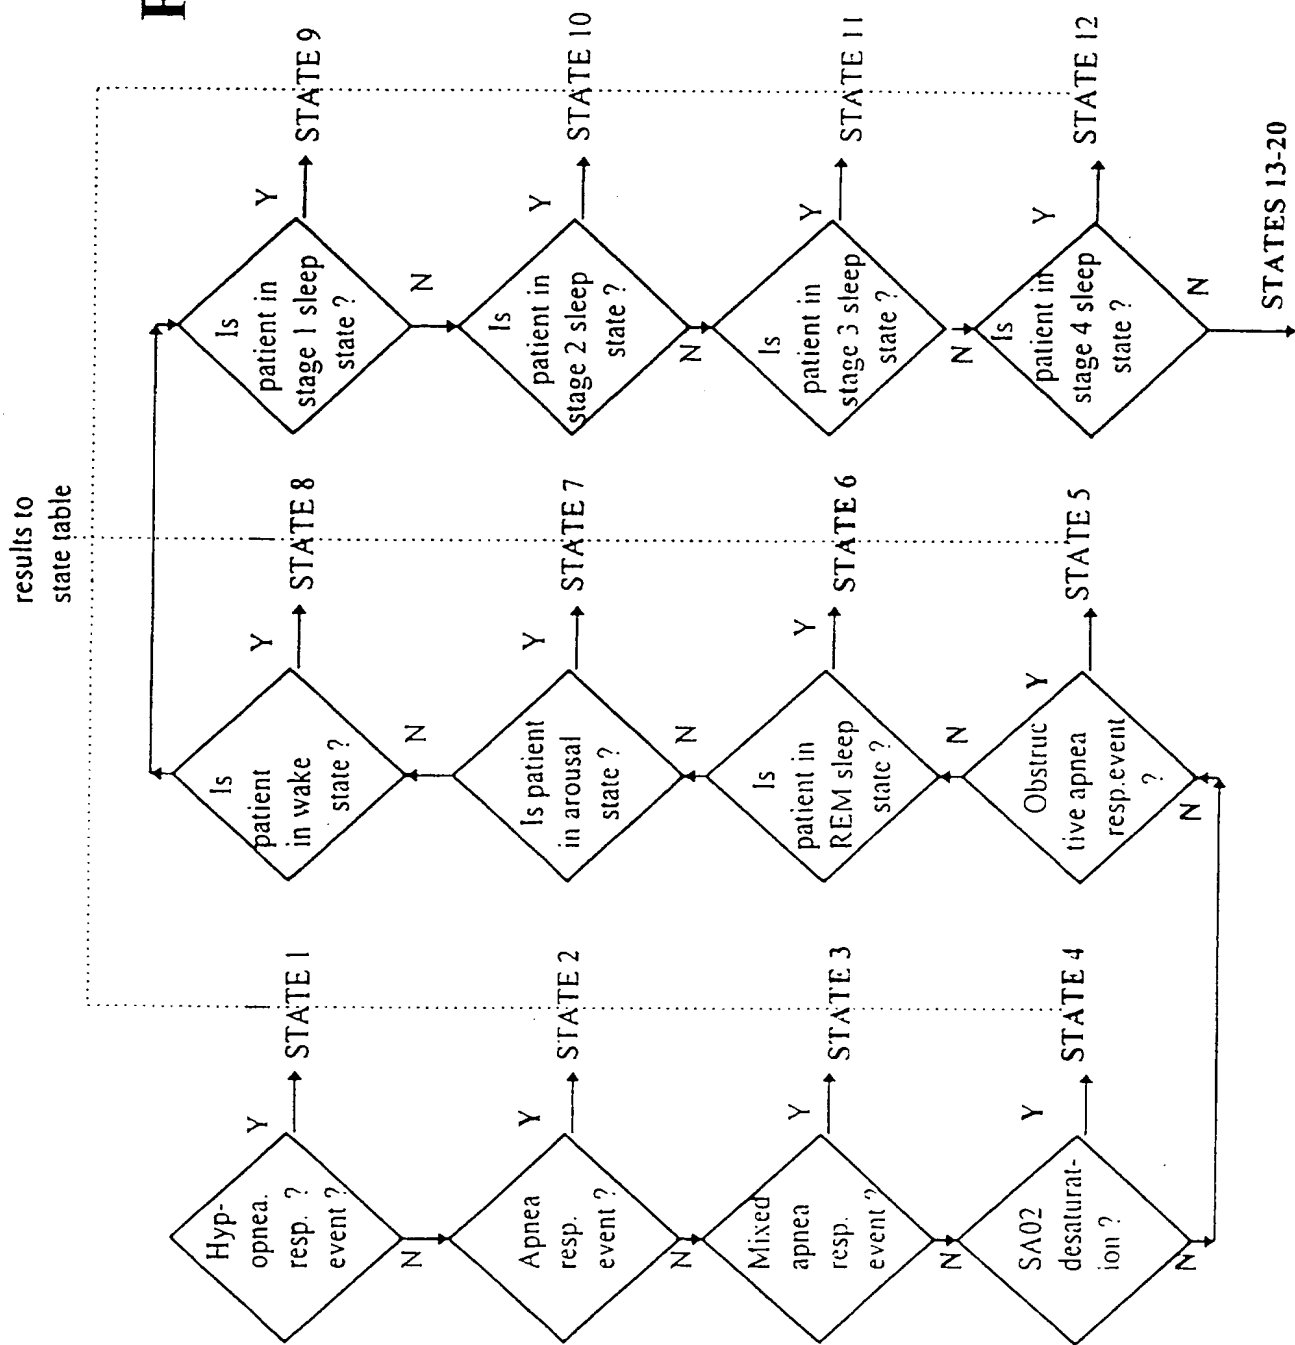 results to
state table
Hyp-
opnea.
resp. ?
event ?
Y
STATE 1
N
Apnea
resp.
event ?
Y
STATE 2
N
Mixed
apnea
resp.
event ?
Y
STATE 3
N
SA02
desaturat-
ion ?
Y
STATE 4
N
Obstruc
tive apnea
resp.event
?
Y
STATE 5
N
N
Is
patient in
REM sleep
state ?
Y
STATE 6
N
Is patient
in arousal
state ?
Y
STATE 7
N
Is
patient
in wake
state ?
Y
STATE 8
Is
patient in
stage 1 sleep
state ?
Y
STATE 9
N
Is
patient in
stage 2 sleep
state ?
Y
STATE 10
N
Is
patient in
stage 3 sleep
state ?
Y
STATE 11
N
Is
patient in
stage 4 sleep
state ?
Y
STATE 12
N
STATES 13-20